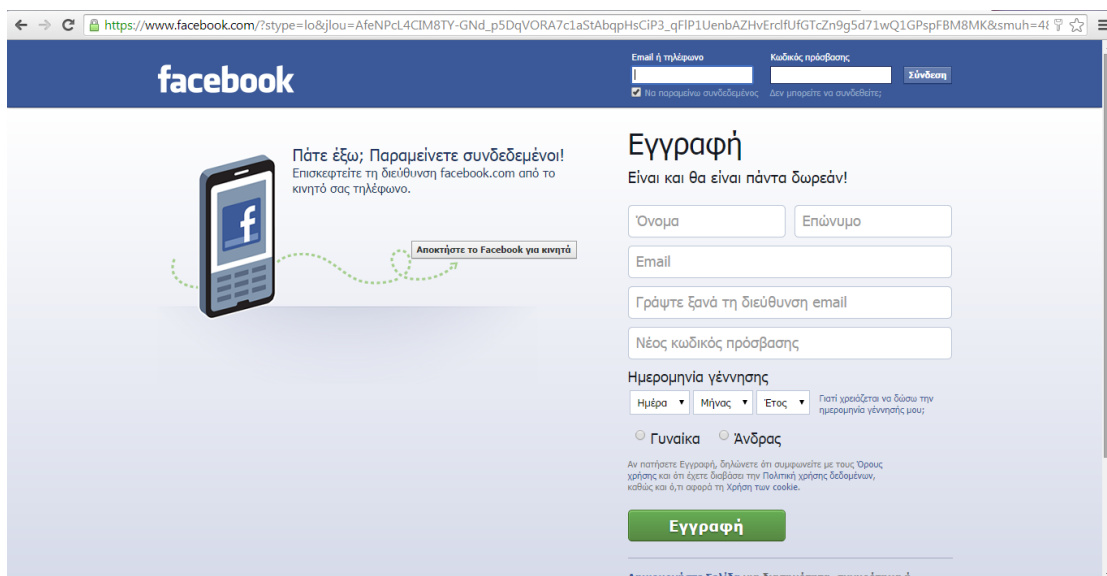 https://www.facebook.com/?stype=lo&jlou=AfeNPcL4CIM8TY-GNd_p5DqVORA7c1aStAbqpHsCiP3_qFlP1UenbAZHvErclfUfGTcZn9g5d71wQ1GPspFBM8MK&smuh=48
facebook
Email ή τηλέφωνο Κωδικός πρόσβασης
Σύνδεση
Να παραμείνω συνδεδεμένος Δεν μπορείτε να συνδεθείτε;
Πάτε έξω; Παραμείνετε συνδεδεμένοι!
Επισκεφτείτε τη διεύθυνση facebook.com από το
κινητό σας τηλέφωνο.
f
Αποκτήστε το Facebook για κινητά
Εγγραφή
Είναι και θα είναι πάντα δωρεάν!
Όνομα Επώνυμο
Email
Γράψτε ξανά τη διεύθυνση email
Νέος κωδικός πρόσβασης
Ημερομηνία γέννησης
Ημέρα Μήνας Έτος
Γιατί χρειάζεται να δώσω την
ημερομηνία γέννησής μου;
Γυναίκα Άνδρας
Αν πατήσετε Εγγραφή, δηλώνετε ότι συμφωνείτε με τους Όρους
χρήσης και ότι έχετε διαβάσει την Πολιτική χρήσης δεδομένων,
καθώς και ό,τι αφορά τη Χρήση των cookie.
Εγγραφή